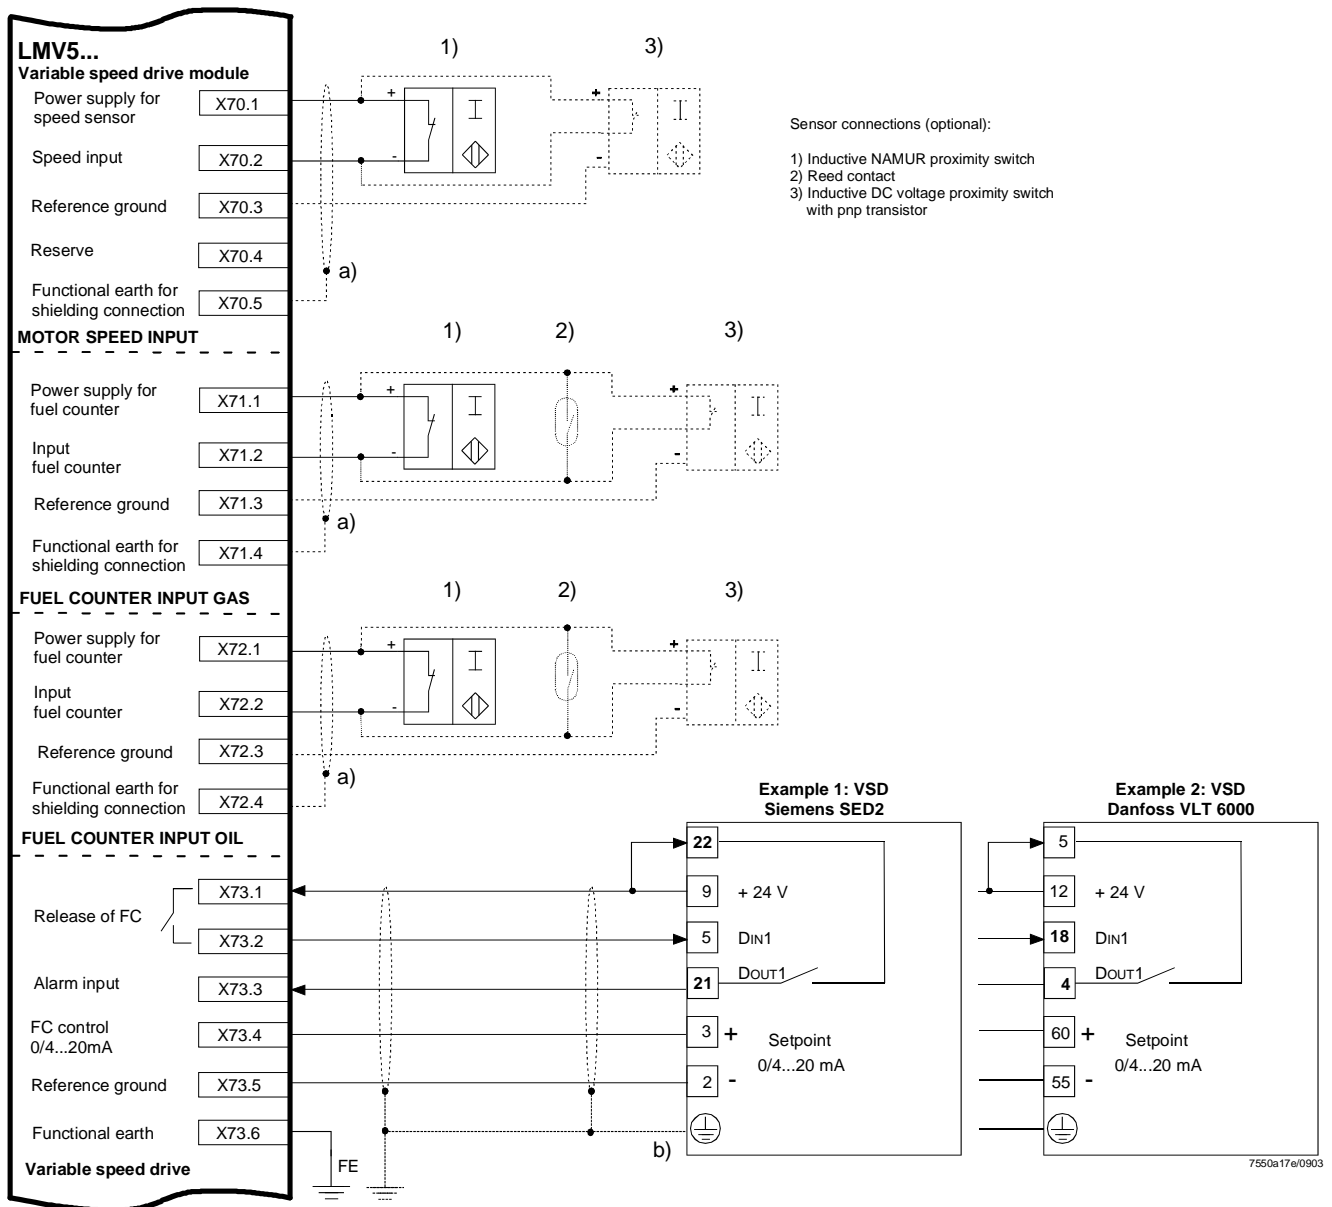 LMV5...
Variable speed drive module
Power supply for
speed sensor
X70.1
Speed input
X70.2
Reference ground
X70.3
Reserve
X70.4
Functional earth for
shielding connection
X70.5
MOTOR SPEED INPUT
1)
3)
+
-
+
-
a)
Sensor connections (optional):
1) Inductive NAMUR proximity switch
2) Reed contact
3) Inductive DC voltage proximity switch
with pnp transistor
Power supply for
fuel counter
X71.1
Input
fuel counter
X71.2
Reference ground
X71.3
Functional earth for
shielding connection
X71.4
FUEL COUNTER INPUT GAS
1)
2)
3)
+
-
+
-
a)
Power supply for
fuel counter
X72.1
Input
fuel counter
X72.2
Reference ground
X72.3
Functional earth for
shielding connection
X72.4
FUEL COUNTER INPUT OIL
1)
2)
3)
+
-
+
-
a)
Release of FC
X73.1
X73.2
Alarm input
X73.3
FC control
0/4...20mA
X73.4
Reference ground
X73.5
Functional earth
X73.6
Variable speed drive
FE
b)
Example 1: VSD
Siemens SED2
22
9
+ 24 V
5
DIN1
21
DOUT1
3
+
Setpoint
0/4...20 mA
2
-
Example 2: VSD
Danfoss VLT 6000
5
12
+ 24 V
18
DIN1
4
DOUT1
60
+
Setpoint
0/4...20 mA
55
-
7550a17e/0903